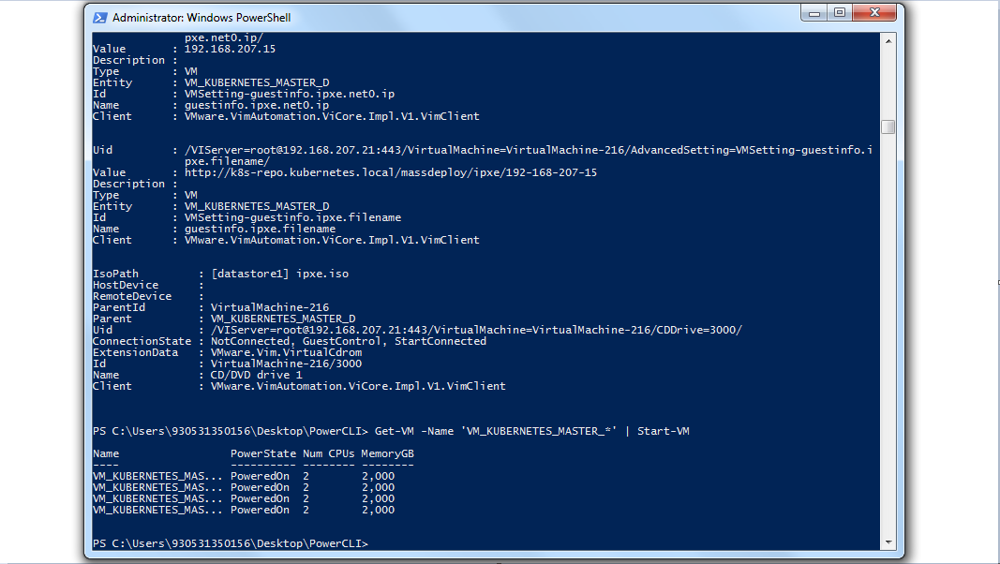 Administrator: Windows PowerShell
pxe.net0.ip/
Value : 192.168.207.15
Description :
Type : VM
Entity : VM_KUBERNETES_MASTER_D
Id : VMSetting-guestinfo.ipxe.net0.ip
Name : guestinfo.ipxe.net0.ip
Client : VMware.VimAutomation.ViCore.Impl.V1.VimClient
Uid : /VIServer=root@192.168.207.21:443/VirtualMachine=VirtualMachine-216/AdvancedSetting=VMSetting-guestinfo.i
pxe.filename/
Value : http://k8s-repo.kubernetes.local/massdeploy/ipxe/192-168-207-15
Description :
Type : VM
Entity : VM_KUBERNETES_MASTER_D
Id : VMSetting-guestinfo.ipxe.filename
Name : guestinfo.ipxe.filename
Client : VMware.VimAutomation.ViCore.Impl.V1.VimClient
IsoPath : [datastore1] ipxe.iso
HostDevice :
RemoteDevice :
ParentId : VirtualMachine-216
Parent : VM_KUBERNETES_MASTER_D
Uid : /VIServer=root@192.168.207.21:443/VirtualMachine=VirtualMachine-216/CDDrive=3000/
ConnectionState : NotConnected, GuestControl, StartConnected
ExtensionData : VMware.Vim.VirtualCdrom
Id : VirtualMachine-216/3000
Name : CD/DVD drive 1
Client : VMware.VimAutomation.ViCore.Impl.V1.VimClient
PS C:\Users\930531350156\Desktop\PowerCLI> Get-VM -Name 'VM_KUBERNETES_MASTER_*' | Start-VM
Name PowerState Num CPUs MemoryGB
---- ---------- -------- --------
VM_KUBERNETES_MAS... PoweredOn 2 2,000
VM_KUBERNETES_MAS... PoweredOn 2 2,000
VM_KUBERNETES_MAS... PoweredOn 2 2,000
VM_KUBERNETES_MAS... PoweredOn 2 2,000
PS C:\Users\930531350156\Desktop\PowerCLI>